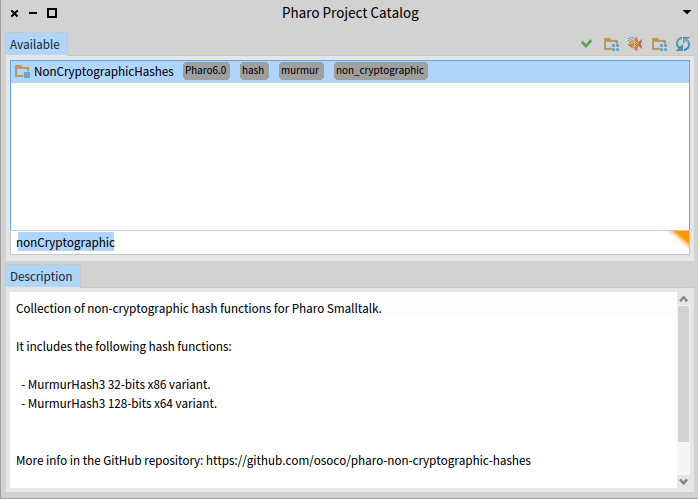 Pharo Project Catalog
Available
NonCryptographicHashes Pharo6.0 hash murmur non_cryptographic
nonCryptographic
Description
Collection of non-cryptographic hash functions for Pharo Smalltalk.
It includes the following hash functions:
- MurmurHash3 32-bits x86 variant.
- MurmurHash3 128-bits x64 variant.
More info in the GitHub repository: https://github.com/osoco/pharo-non-cryptographic-hashes